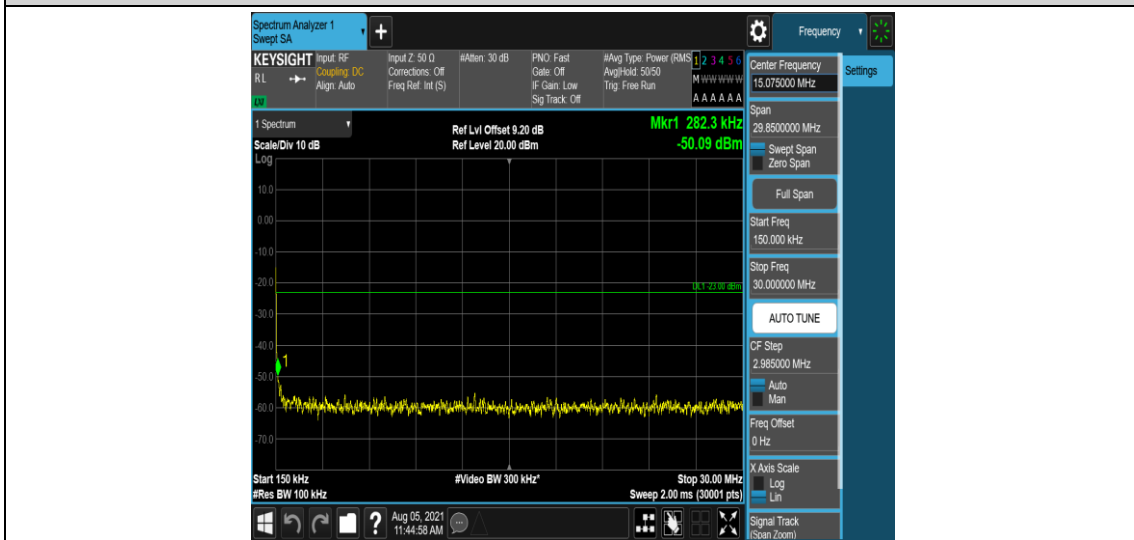 Spectrum Analyzer 1
Swept SA
+
Frequency
KEYSIGHT
RL
LXI
Input: RF
Coupling: DC
Align: Auto
Input Z: 50 Ω
Corrections: Off
Freq Ref: Int (S)
#Atten: 30 dB
PNO: Fast
Gate: Off
IF Gain: Low
Sig Track: Off
#Avg Type: Power (RMS
Avg|Hold: 50/50
Trig: Free Run
1 2 3 4 5 6
M W W W W W
A A A A A A
1 Spectrum
Scale/Div 10 dB
Log
Ref Lvl Offset 9.20 dB
Ref Level 20.00 dBm
Mkr1 282.3 kHz
-50.09 dBm
10.0
0.00
-10.0
-20.0
DL1 -23.00 dBm
-30.0
-40.0
1
-50.0
-60.0
-70.0
Start 150 kHz
#Res BW 100 kHz
#Video BW 300 kHz*
Stop 30.00 MHz
Sweep 2.00 ms (30001 pts)
?
Aug 05, 2021
11:44:58 AM
Center Frequency
15.075000 MHz
Settings
Span
29.8500000 MHz
Swept Span
Zero Span
Full Span
Start Freq
150.000 kHz
Stop Freq
30.000000 MHz
AUTO TUNE
CF Step
2.985000 MHz
Auto
Man
Freq Offset
0 Hz
X Axis Scale
Log
Lin
Signal Track
(Span Zoom)